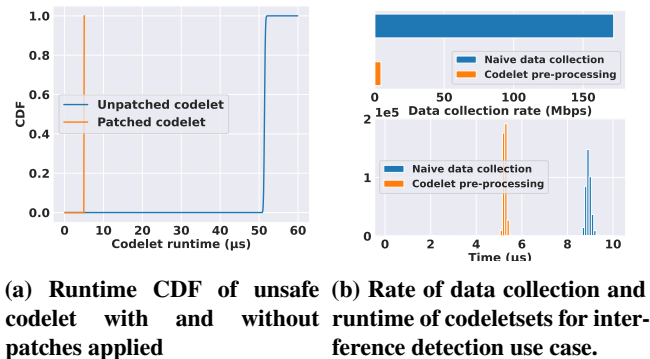 1.0
0.8
0.6
0.4
0.2
0.0
CDF
Unpatched codelet
Patched codelet
0 10 20 30 40 50 60
Codelet runtime (µs)
Naive data collection
Codelet pre-processing
0 50 100 150
1e5 Data collection rate (Mbps)
2
1
0
Naive data collection
Codelet pre-processing
0 2 4 6 8 10
Time (µs)
(a) Runtime CDF of unsafe
codelet with and without
patches applied
(b) Rate of data collection and
runtime of codeletsets for inter-
ference detection use case.